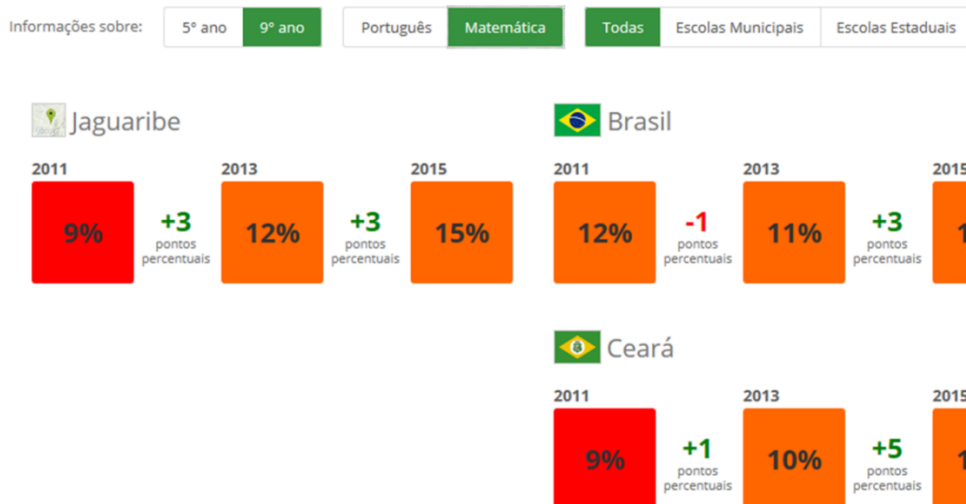 Informações sobre: 5º ano 9º ano Português Matemática Todas Escolas Municipais Escolas Estaduais
Jaguaribe
2011 2013 2015
9% +3 pontos percentuais 12% +3 pontos percentuais 15%
Brasil
2011 2013 2015
12% -1 pontos percentuais 11% +3 pontos percentuais
Ceará
2011 2013 2015
9% +1 pontos percentuais 10% +5 pontos percentuais